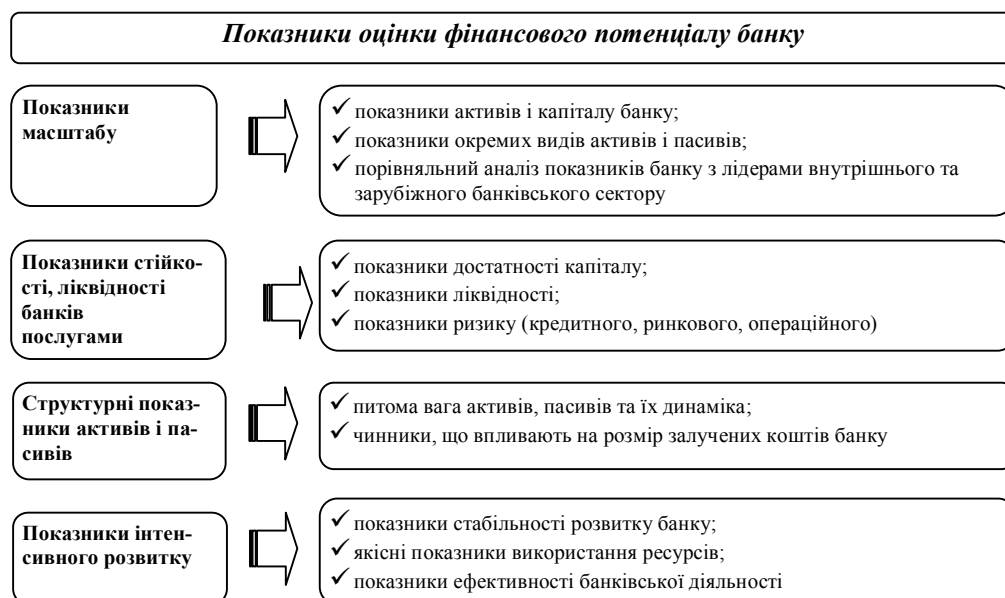 Показники оцінки фінансового потенціалу банку
Показники
масштабу
✓ показники активів і капіталу банку;
✓ показники окремих видів активів і пасивів;
✓ порівняльний аналіз показників банку з лідерами внутрішнього та
зарубіжного банківського сектору
Показники стійко-
сті, ліквідності
банків
послугами
✓ показники достатності капіталу;
✓ показники ліквідності;
✓ показники ризику (кредитного, ринкового, операційного)
Структурні показ-
ники активів і па-
сивів
✓ питома вага активів, пасивів та їх динаміка;
✓ чинники, що впливають на розмір залучених коштів банку
Показники інтен-
сивного розвитку
✓ показники стабільності розвитку банку;
✓ якісні показники використання ресурсів;
✓ показники ефективності банківської діяльності